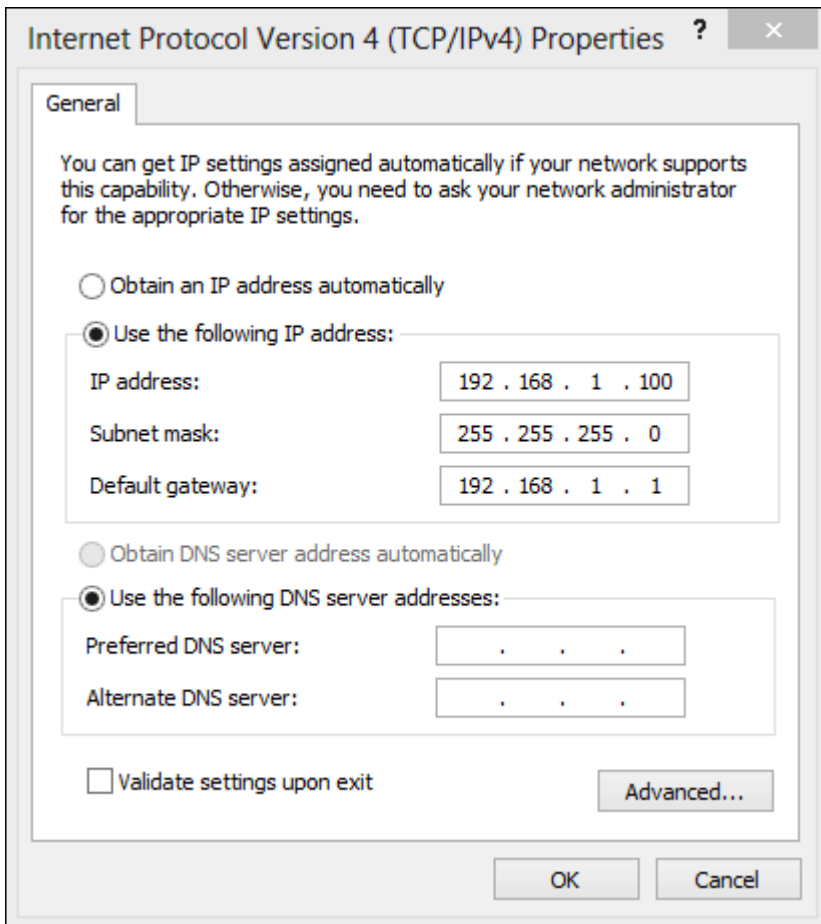 Internet Protocol Version 4 (TCP/IPv4) Properties ? ×
General
You can get IP settings assigned automatically if your network supports
this capability. Otherwise, you need to ask your network administrator
for the appropriate IP settings.
Obtain an IP address automatically
Use the following IP address:
IP address: 192 . 168 . 1 . 100
Subnet mask: 255 . 255 . 255 . 0
Default gateway: 192 . 168 . 1 . 1
Obtain DNS server address automatically
Use the following DNS server addresses:
Preferred DNS server: . . .
Alternate DNS server: . . .
Validate settings upon exit
Advanced...
OK Cancel